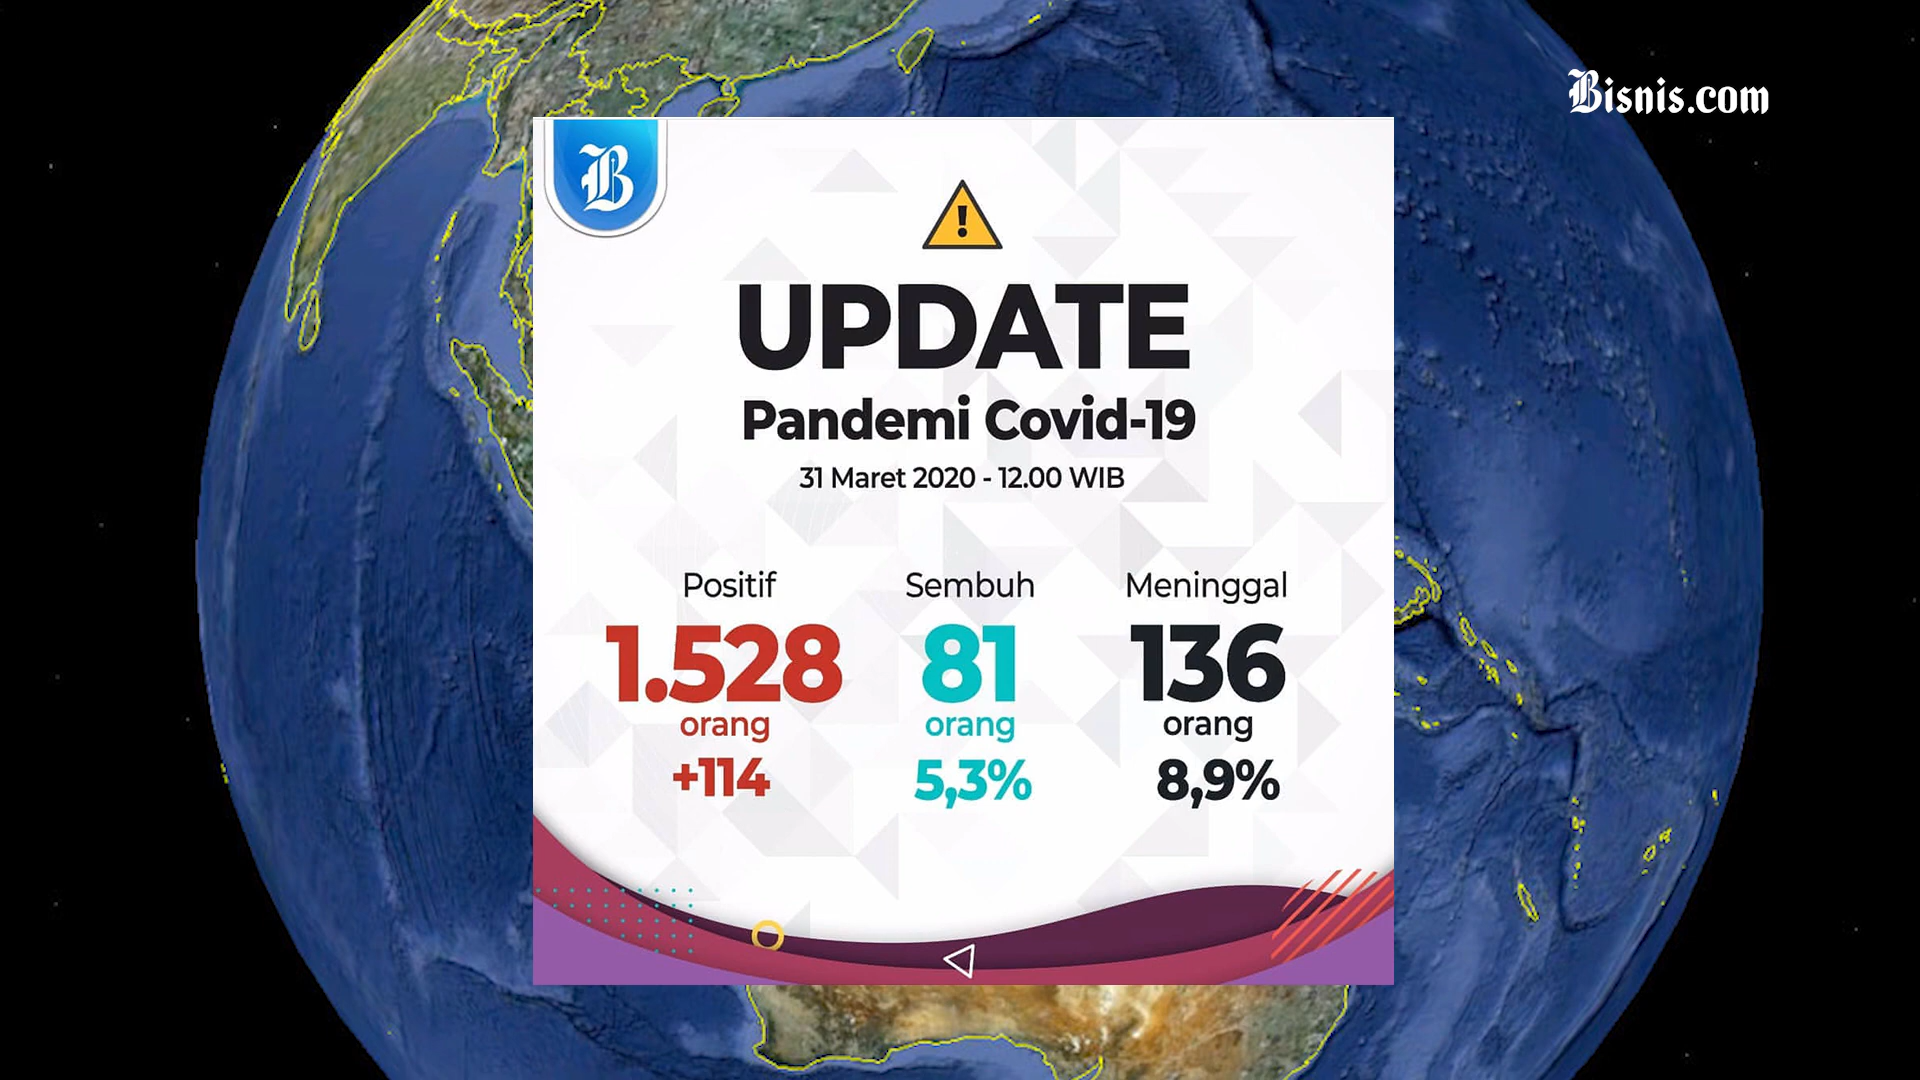 Bisnis.com
B
UPDATE
Pandemi Covid-19
31 Maret 2020 - 12.00 WIB
Positif Sembuh Meninggal
1.528 81 136
orang orang orang
+114 5,3% 8,9%